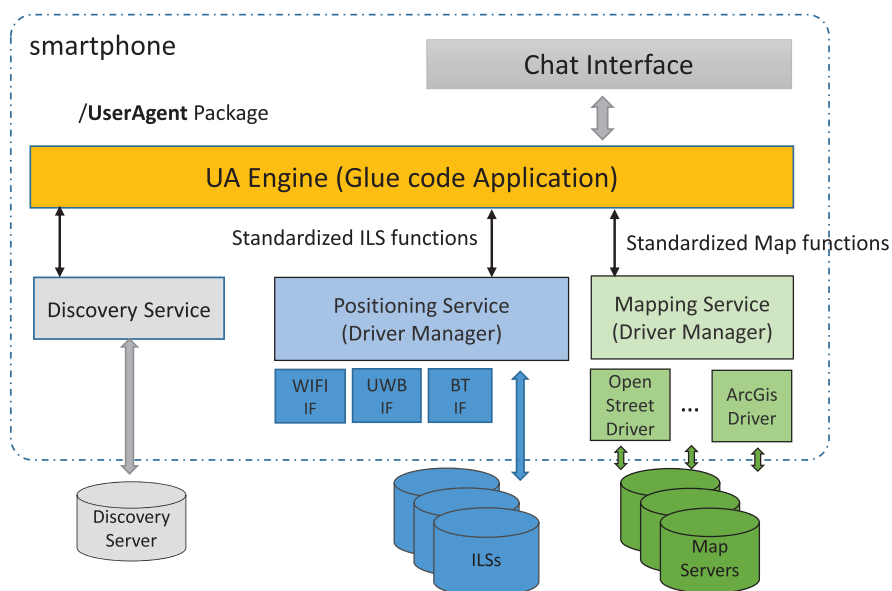 smartphone
Chat Interface
/UserAgent Package
UA Engine (Glue code Application)
Standardized ILS functions
Standardized Map functions
Discovery Service
Positioning Service
(Driver Manager)
Mapping Service
(Driver Manager)
WIFI
IF
UWB
IF
BT
IF
Open
Street
Driver
...
ArcGis
Driver
Discovery
Server
ILSs
Map
Servers